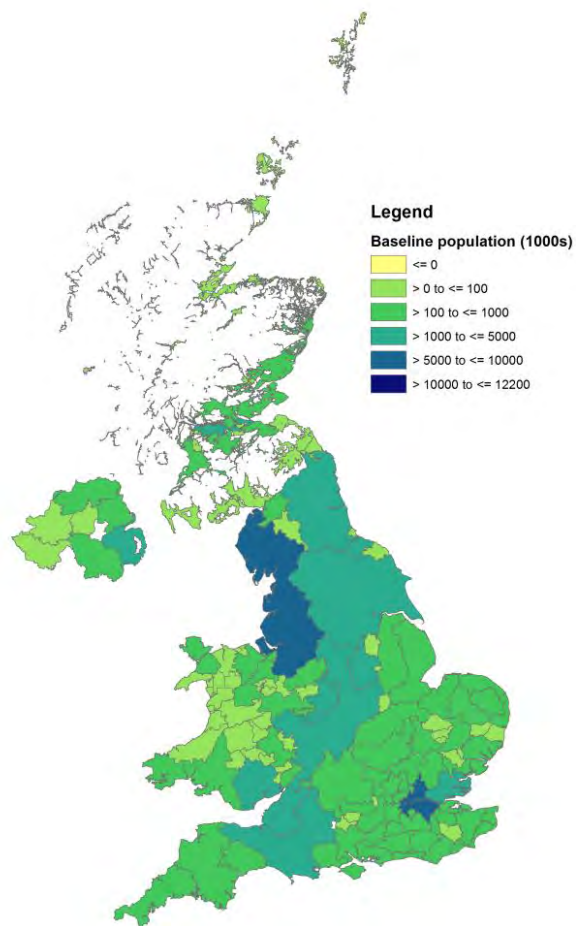 Legend
Baseline population (1000s)
<= 0
> 0 to <= 100
> 100 to <= 1000
> 1000 to <= 5000
> 5000 to <= 10000
> 10000 to <= 12200